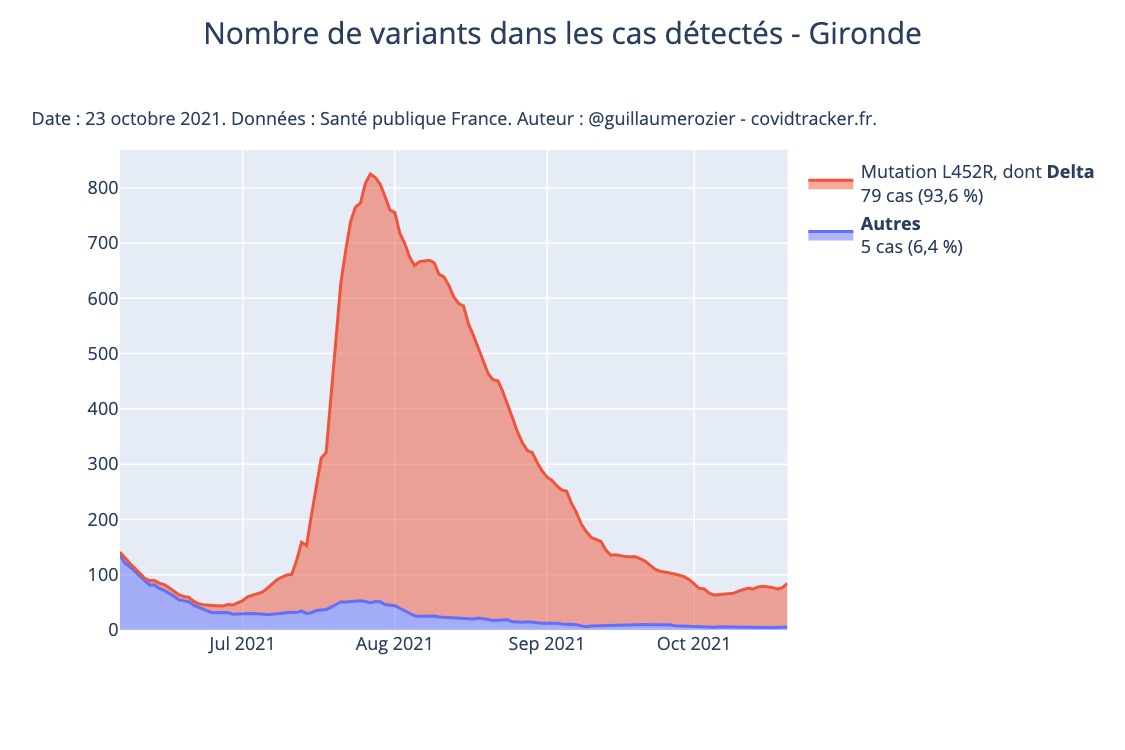 Nombre de variants dans les cas détectés - Gironde
Date : 23 octobre 2021. Données : Santé publique France. Auteur : @guillaumerozier - covidtracker.fr.
Mutation L452R, dont Delta
79 cas (93,6 %)
Autres
5 cas (6,4 %)
800
700
600
500
400
300
200
100
0
Jul 2021 Aug 2021 Sep 2021 Oct 2021